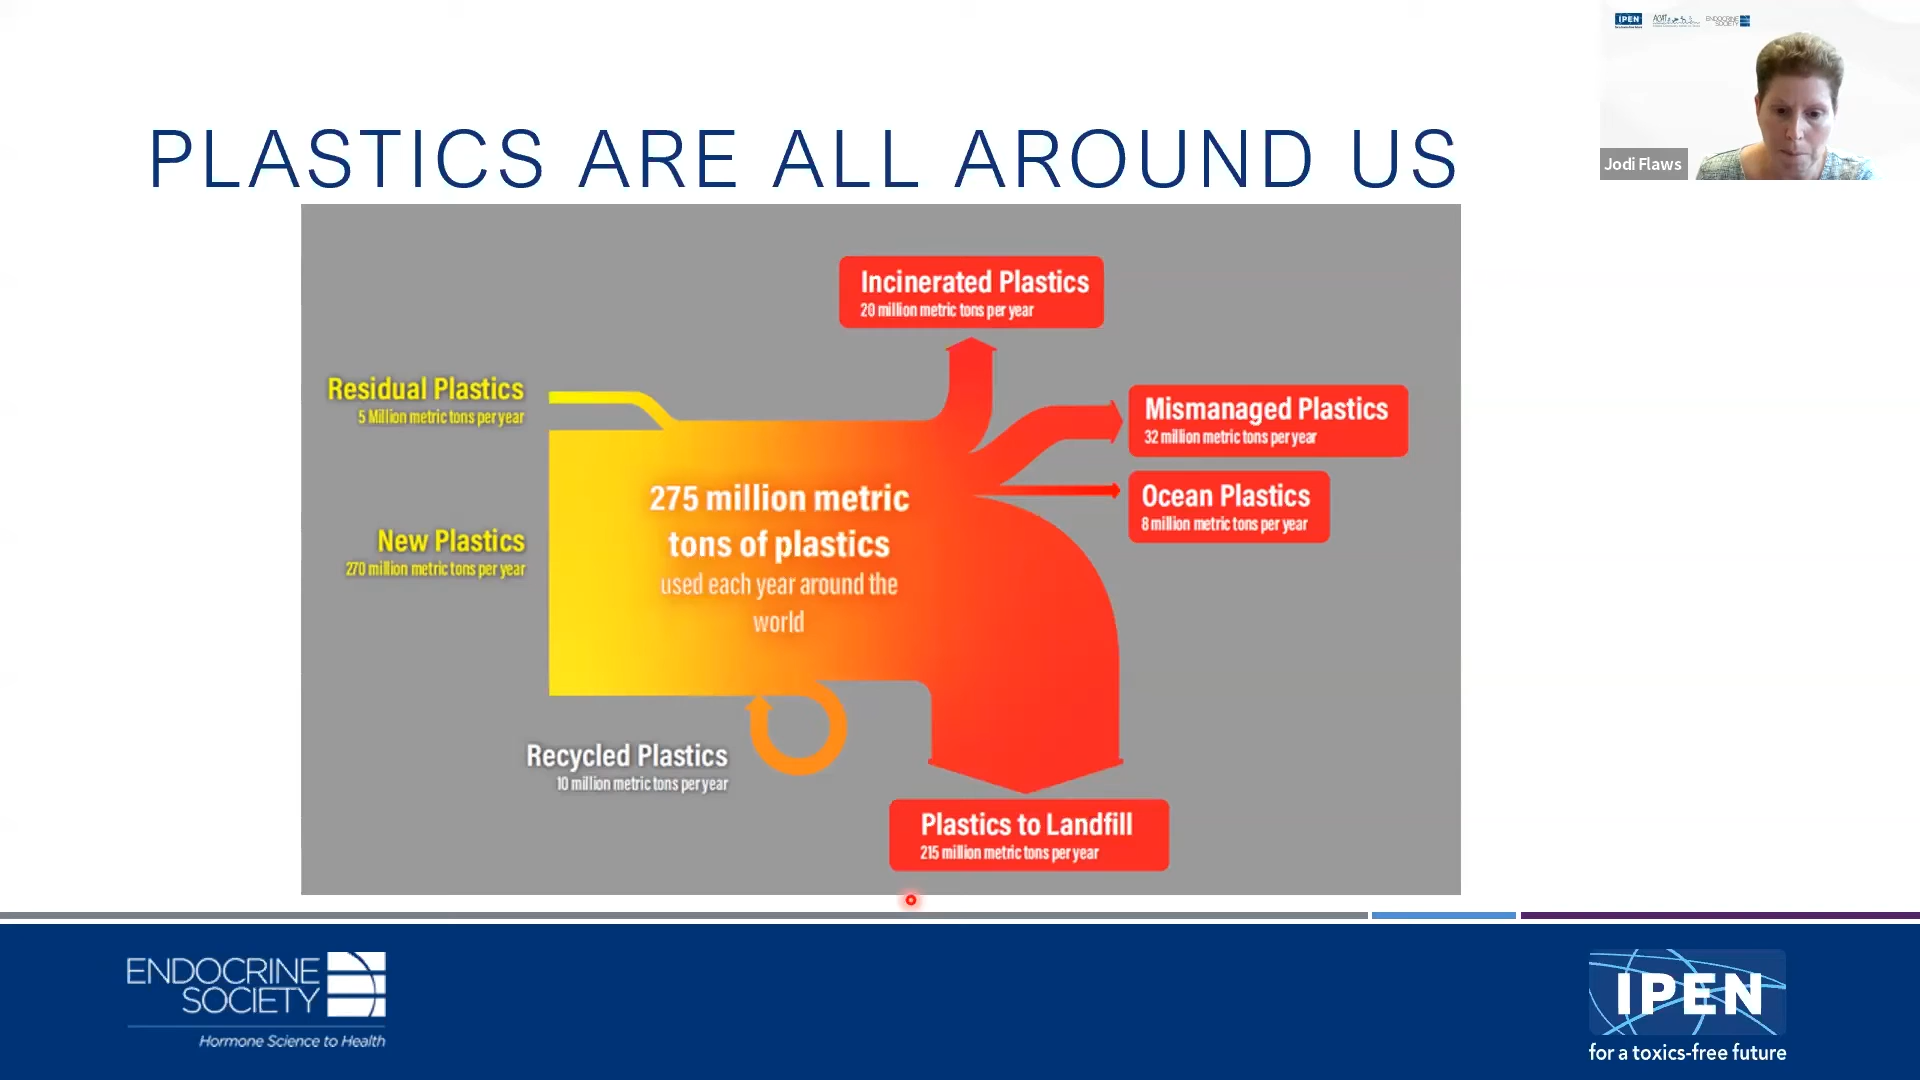 IPEN
ENDOCRINE
SOCIETY
Jodi Flaws
PLASTICS ARE ALL AROUND US
Incinerated Plastics
20 million metric tons per year
Residual Plastics
5 Million metric tons per year
Mismanaged Plastics
32 million metric tons per year
275 million metric
tons of plastics
used each year around the
world
Ocean Plastics
8 million metric tons per year
New Plastics
270 million metric tons per year
Recycled Plastics
10 million metric tons per year
Plastics to Landfill
215 million metric tons per year
ENDOCRINE
SOCIETY
Hormone Science to Health
IPEN
for a toxics-free future